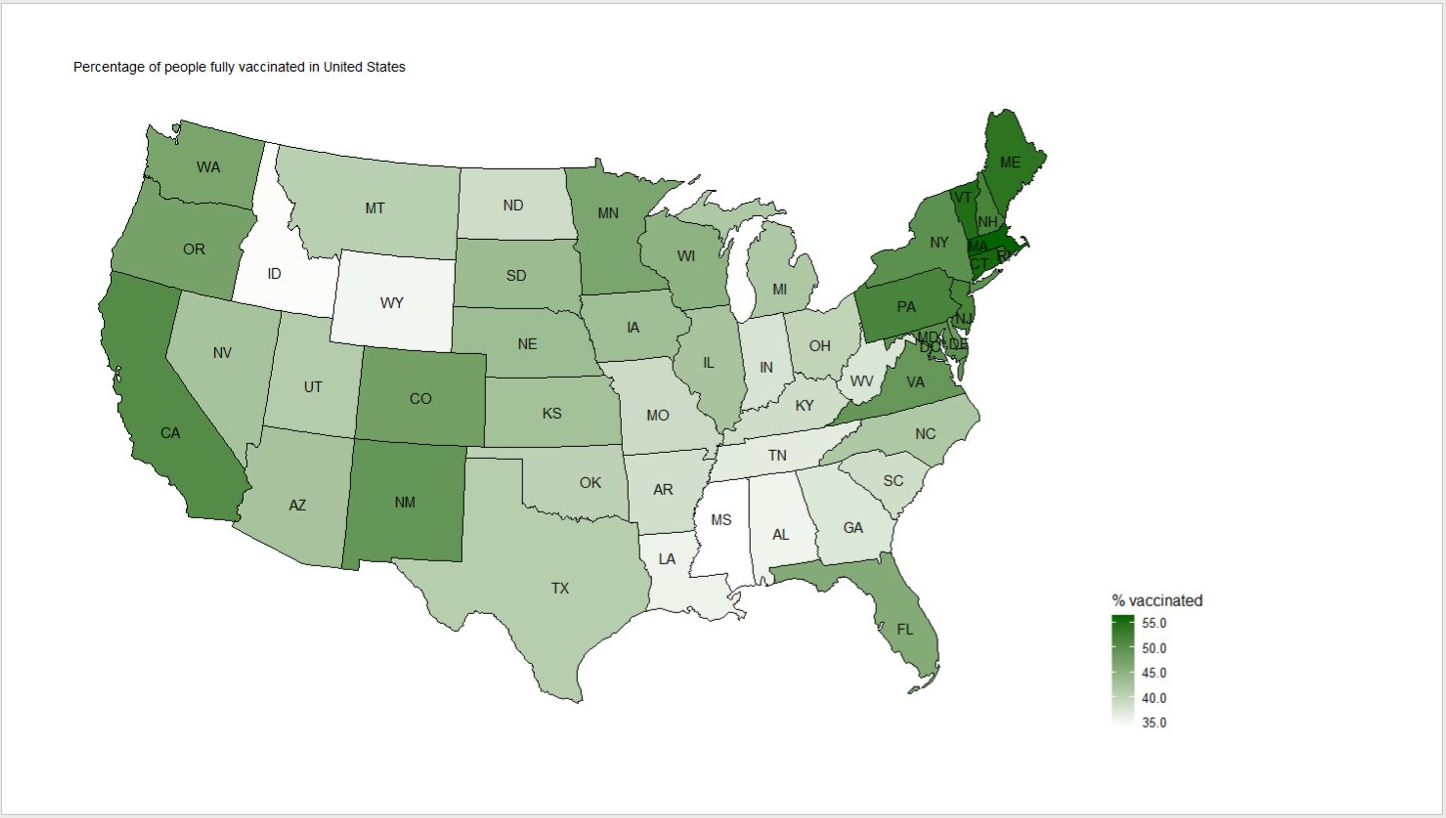 Percentage of people fully vaccinated in United States
ME
WA
VT
MT
ND
MN
NH
OR
NY
MA
WI
RI
CT
ID
SD
MI
WY
PA
NJ
IA
MD
DE
NE
OH
DC
NV
IL
IN
UT
WV
VA
CO
KY
KS
MO
CA
NC
TN
OK
SC
AR
NM
AZ
MS
GA
AL
LA
TX
FL
% vaccinated
55.0
50.0
45.0
40.0
35.0